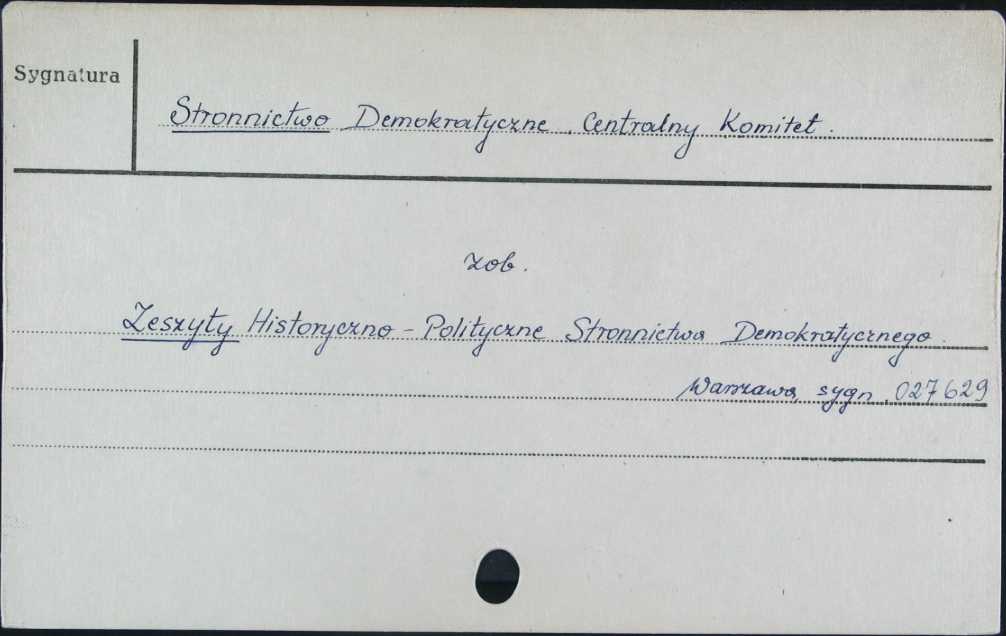 Sygnatura
Stronnictwo Demokratyczne. Centralny Komitet.
zob.
Zeszyty Historyczno-Polityczne Stronnictwa Demokratycznego.
Warszawa, sygn. 027629